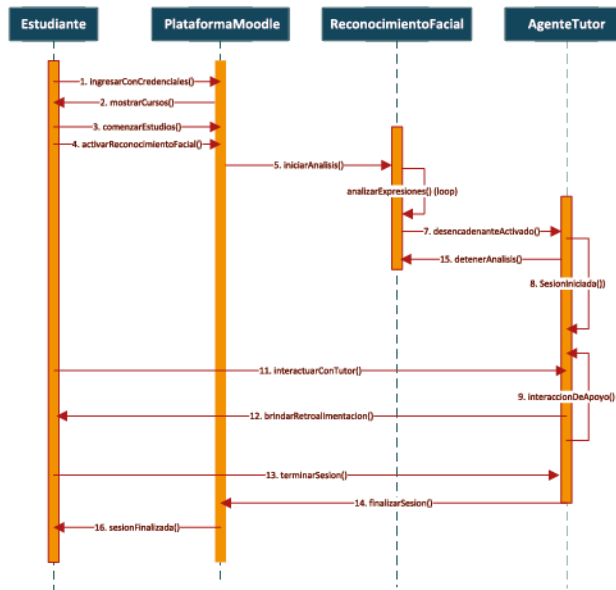 Estudiante
PlataformaMoodle
ReconocimientoFacial
AgenteTutor
1. IngresarConCredenciales()
2. mostrarCursos()
3. comenzarEstudios()
4. activarReconocimientoFacial()
5. iniciarAnalisis()
analizarExpresiones() (loop)
7. desencadenanteActivado()
15. detenerAnalisis()
8. SesionIniciada())
11. interactuarConTutor()
9. interaccionDeApoyo()
12. brindarRetroalimentacion()
13. terminarSesion()
14. finalizarSesion()
16. sesionFinalizada()